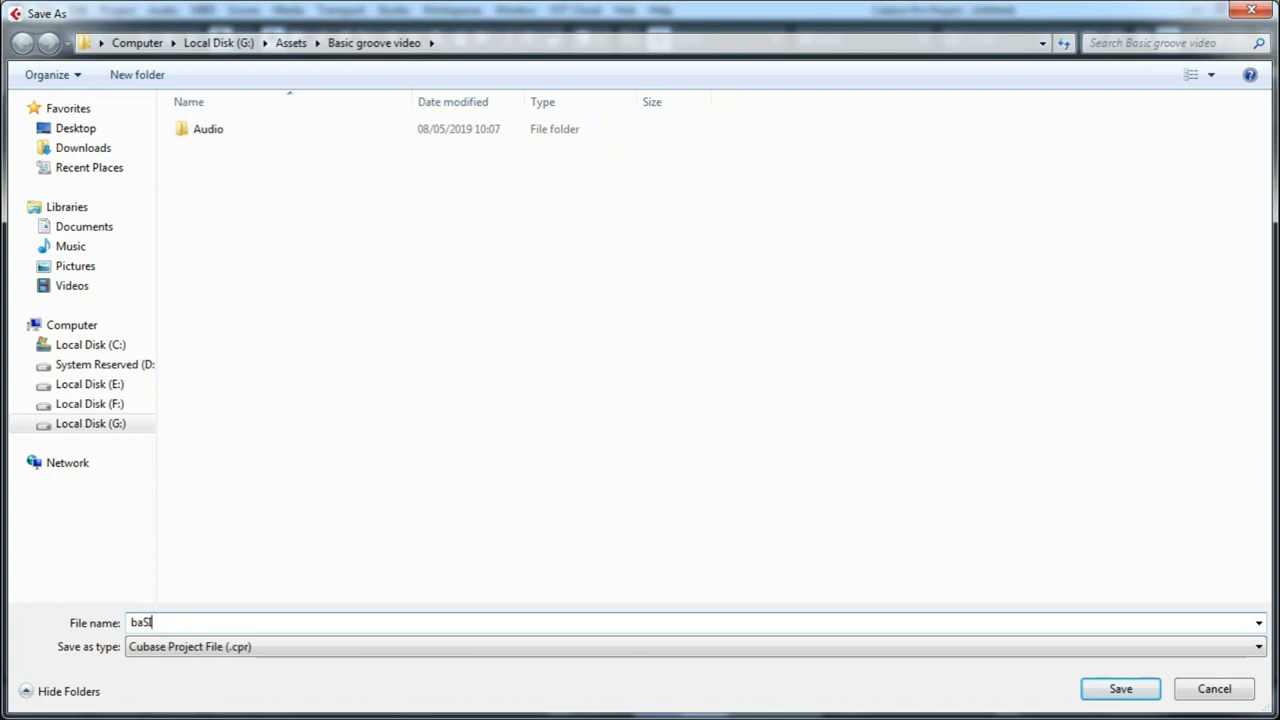 Save As
Computer Local Disk (G:) Assets Basic groove video
Search Basic groove video
Organize New folder
Name Date modified Type Size
Audio 08/05/2019 10:07 File folder
Favorites
Desktop
Downloads
Recent Places
Libraries
Documents
Music
Pictures
Videos
Computer
Local Disk (C:)
System Reserved (D:
Local Disk (E:)
Local Disk (F:)
Local Disk (G:)
Network
File name: baSI
Save as type: Cubase Project File (.cpr)
Hide Folders
Save Cancel